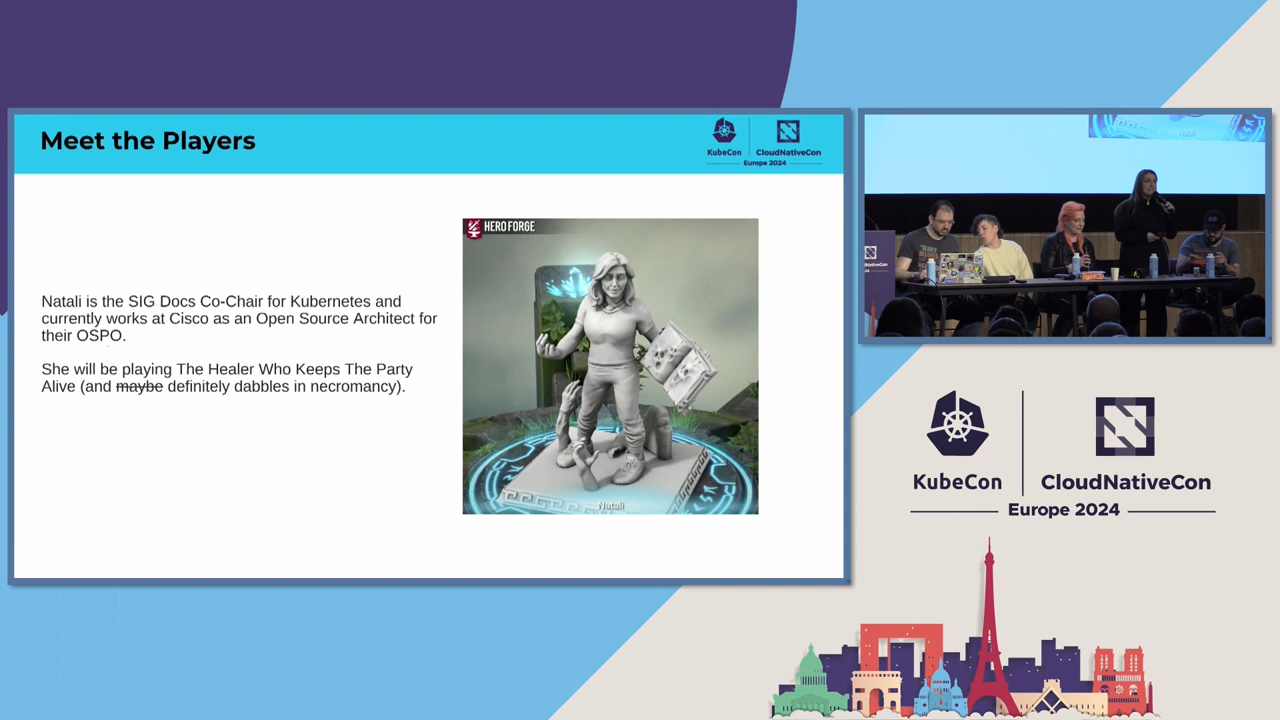 Meet the Players
KubeCon
CloudNativeCon
Europe 2024
HERO FORGE
Natali is the SIG Docs Co-Chair for Kubernetes and
currently works at Cisco as an Open Source Architect for
their OSPO.
She will be playing The Healer Who Keeps The Party
Alive (and maybe definitely dabbles in necromancy).
Natali
KubeCon
CloudNativeCon
Europe 2024